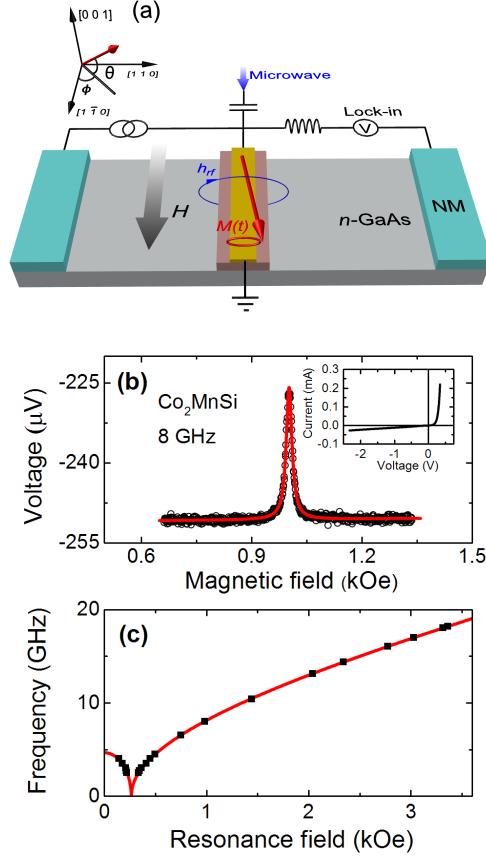 (a)
[0 0 1]
θ
[1 1 0]
ϕ
[1 1̅ 0]
Microwave
Lock-in
V
h_rf
H
M(t)
n-GaAs
NM
(b)
Co₂MnSi
8 GHz
Voltage (μV)
-225
-240
-255
0.6 0.9 1.2 1.5
Magnetic field (kOe)
Current (mA)
0.3
0.2
0.1
0.0
-0.1
-2 -1 0
Voltage (V)
(c)
Frequency (GHz)
20
10
0
0 1 2 3
Resonance field (kOe)